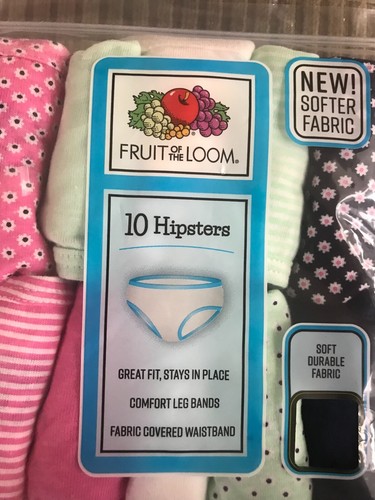 NEW!
SOFTER
FABRIC
FRUIT OF THE LOOM®
10 Hipsters
GREAT FIT, STAYS IN PLACE
COMFORT LEG BANDS
FABRIC COVERED WAISTBAND
SOFT
DURABLE
FABRIC